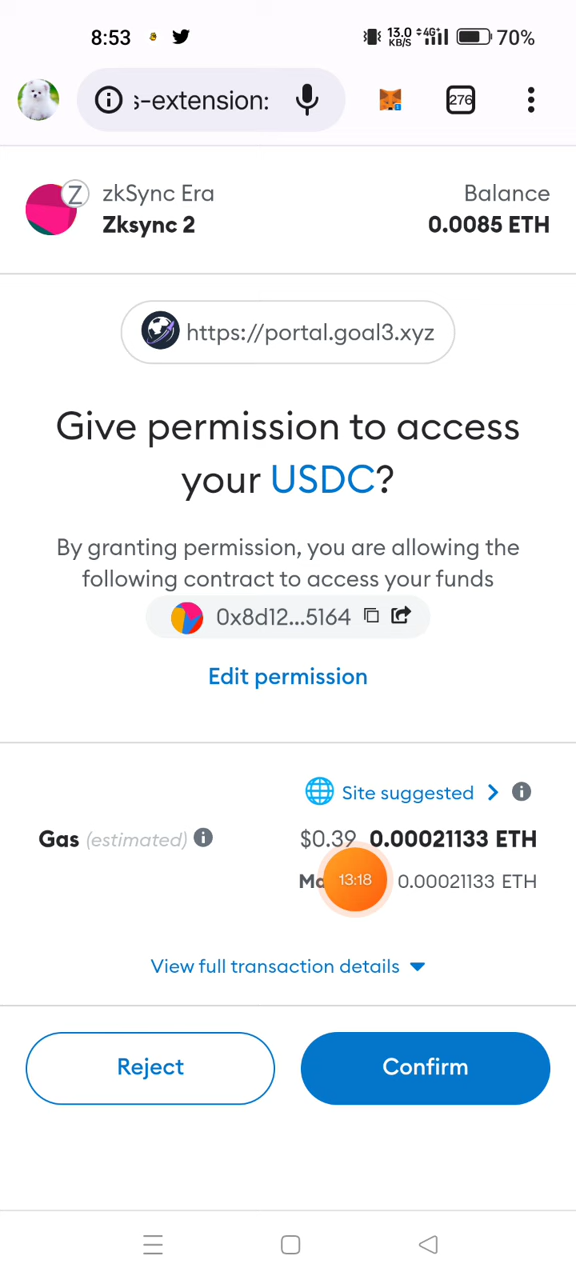 8:53
13.0 KB/S 4G+ 70%
s-extension:
276
zkSync Era
Zksync 2
Balance
0.0085 ETH
https://portal.goal3.xyz
Give permission to access
your USDC?
By granting permission, you are allowing the
following contract to access your funds
0x8d12...5164
Edit permission
Site suggested
Gas (estimated)
$0.39 0.00021133 ETH
13:18
0.00021133 ETH
View full transaction details
Reject
Confirm